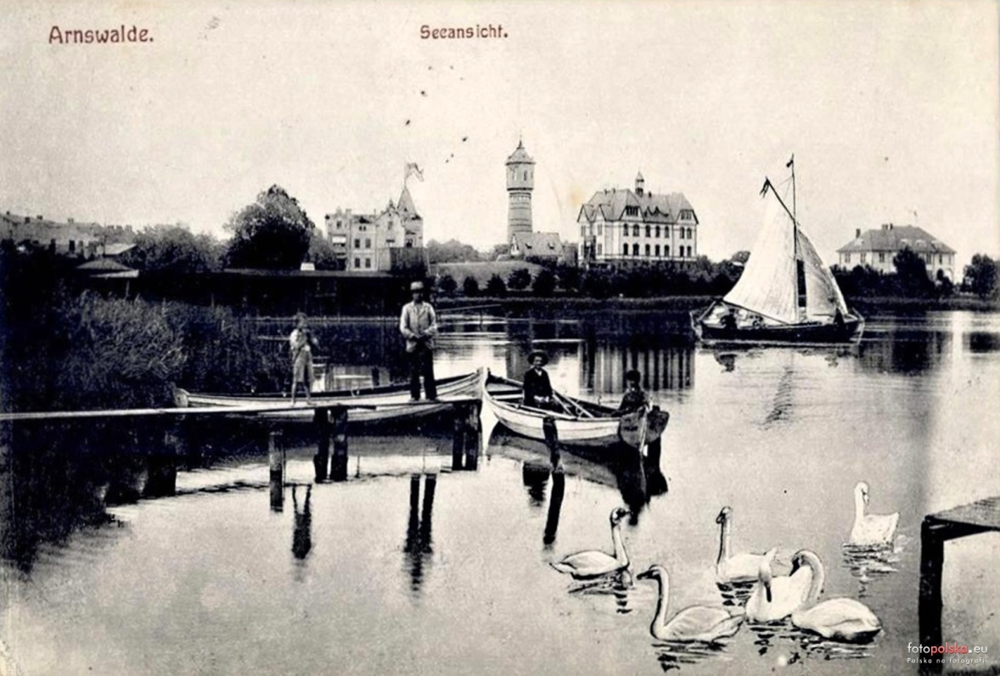 Arnswalde.
Seeansicht.
fotopolska.eu
Polska na fotografii